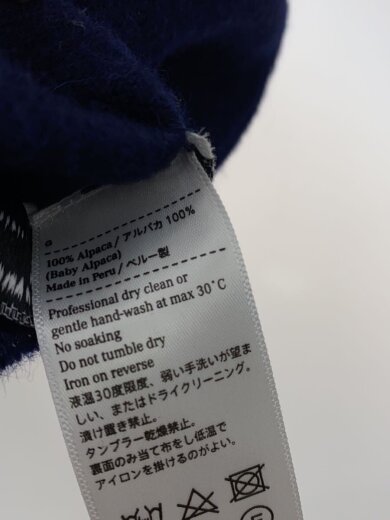 100% Alpaca / アルパカ 100%
(Baby Alpaca)
Made in Peru / ペルー製
Professional dry clean or
gentle hand-wash at max 30°C
No soaking
Do not tumble dry
Iron on reverse
液温30度限度、弱い手洗いが望ま
しい、またはドライクリーニング。
漬け置き禁止。
タンブラー乾燥禁止。
裏面のみ当て布をし低温で
アイロンを掛けるのがよい。